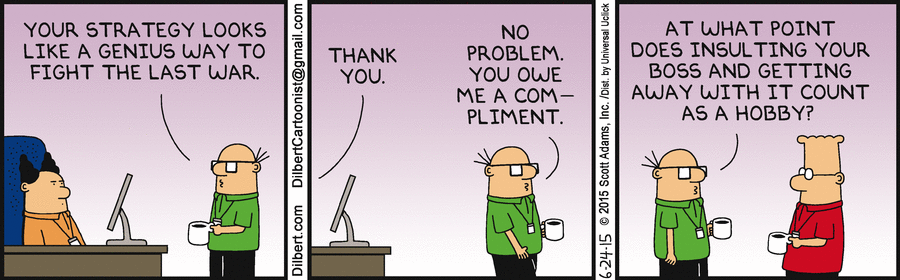 YOUR STRATEGY LOOKS
LIKE A GENIUS WAY TO
FIGHT THE LAST WAR.
Dilbert.com DilbertCartoonist@gmail.com
THANK
YOU.
NO
PROBLEM.
YOU OWE
ME A COM–
PLIMENT.
6-24-15 © 2015 Scott Adams, Inc. /Dist. by Universal Uclick
AT WHAT POINT
DOES INSULTING YOUR
BOSS AND GETTING
AWAY WITH IT COUNT
AS A HOBBY?